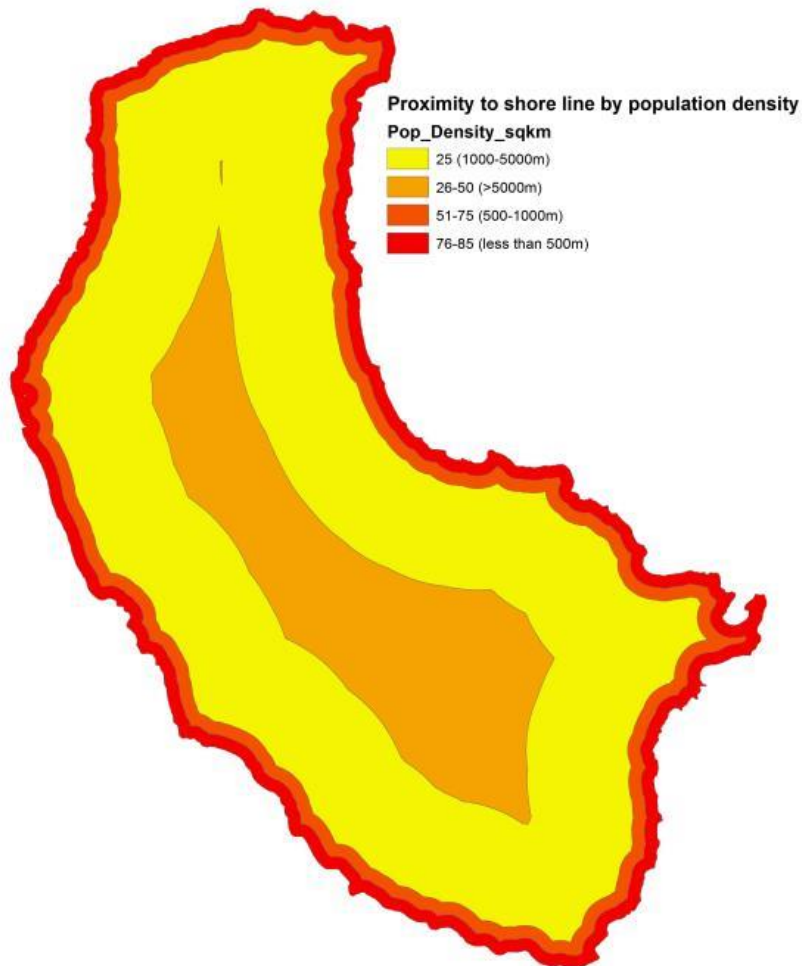 Proximity to shore line by population density
Pop_Density_sqkm
25 (1000-5000m)
26-50 (>5000m)
51-75 (500-1000m)
76-85 (less than 500m)